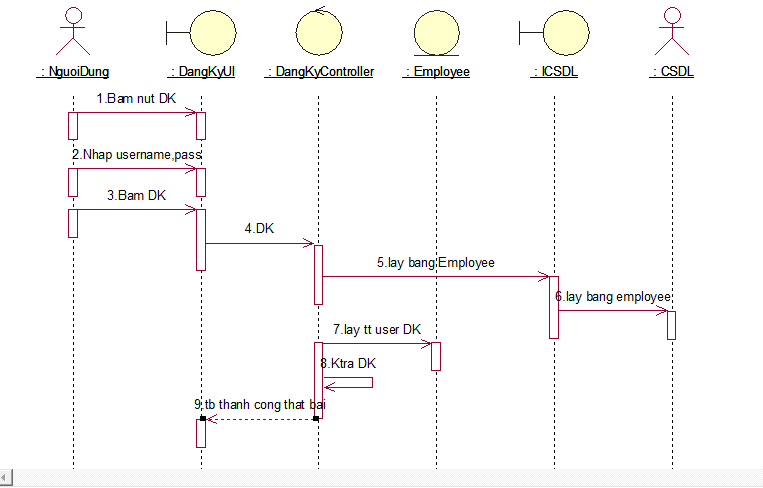 : NguoiDung
: DangKyUI
: DangKyController
: Employee
: ICSDL
: CSDL
1.Bam nut DK
2.Nhap username,pass
3.Bam DK
4.DK
5.lay bang Employee
6.lay bang employee
7.lay tt user DK
8.Ktra DK
9.tb thanh cong that bai